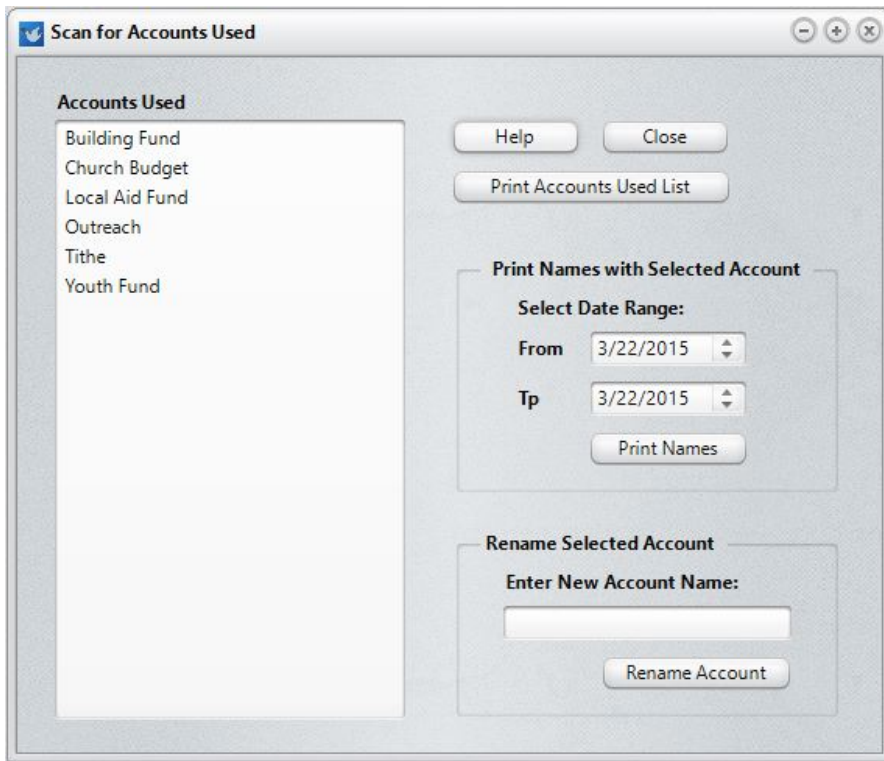 Scan for Accounts Used
Accounts Used
Building Fund
Church Budget
Local Aid Fund
Outreach
Tithe
Youth Fund
Help
Close
Print Accounts Used List
Print Names with Selected Account
Select Date Range:
From 3/22/2015
Tp 3/22/2015
Print Names
Rename Selected Account
Enter New Account Name:
Rename Account